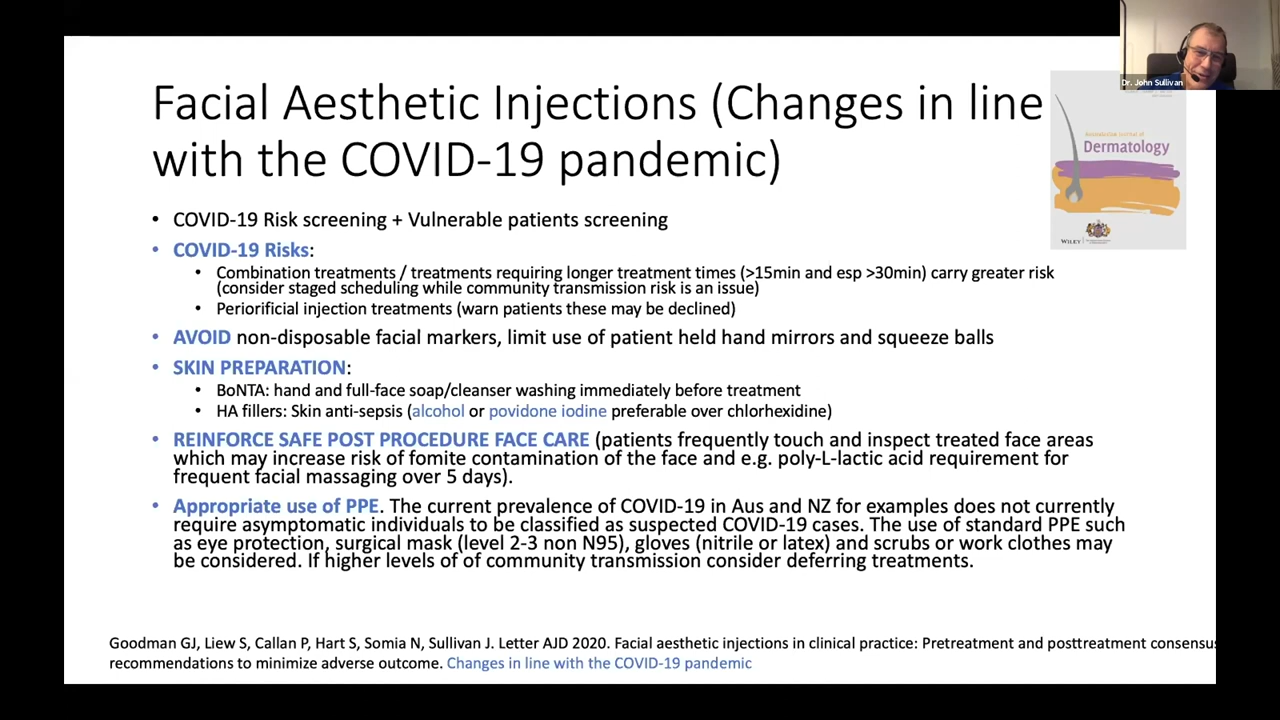 Dr. John Sullivan
Facial Aesthetic Injections (Changes in line
with the COVID-19 pandemic)
Australasian Journal of
Dermatology
WILEY
• COVID-19 Risk screening + Vulnerable patients screening
• COVID-19 Risks:
• Combination treatments / treatments requiring longer treatment times (>15min and esp >30min) carry greater risk
(consider staged scheduling while community transmission risk is an issue)
• Periorificial injection treatments (warn patients these may be declined)
• AVOID non-disposable facial markers, limit use of patient held hand mirrors and squeeze balls
• SKIN PREPARATION:
• BoNTA: hand and full-face soap/cleanser washing immediately before treatment
• HA fillers: Skin anti-sepsis (alcohol or povidone iodine preferable over chlorhexidine)
• REINFORCE SAFE POST PROCEDURE FACE CARE (patients frequently touch and inspect treated face areas
which may increase risk of fomite contamination of the face and e.g. poly-L-lactic acid requirement for
frequent facial massaging over 5 days).
• Appropriate use of PPE. The current prevalence of COVID-19 in Aus and NZ for examples does not currently
require asymptomatic individuals to be classified as suspected COVID-19 cases. The use of standard PPE such
as eye protection, surgical mask (level 2-3 non N95), gloves (nitrile or latex) and scrubs or work clothes may
be considered. If higher levels of of community transmission consider deferring treatments.
Goodman GJ, Liew S, Callan P, Hart S, Somia N, Sullivan J. Letter AJD 2020. Facial aesthetic injections in clinical practice: Pretreatment and posttreatment consensus
recommendations to minimize adverse outcome. Changes in line with the COVID-19 pandemic